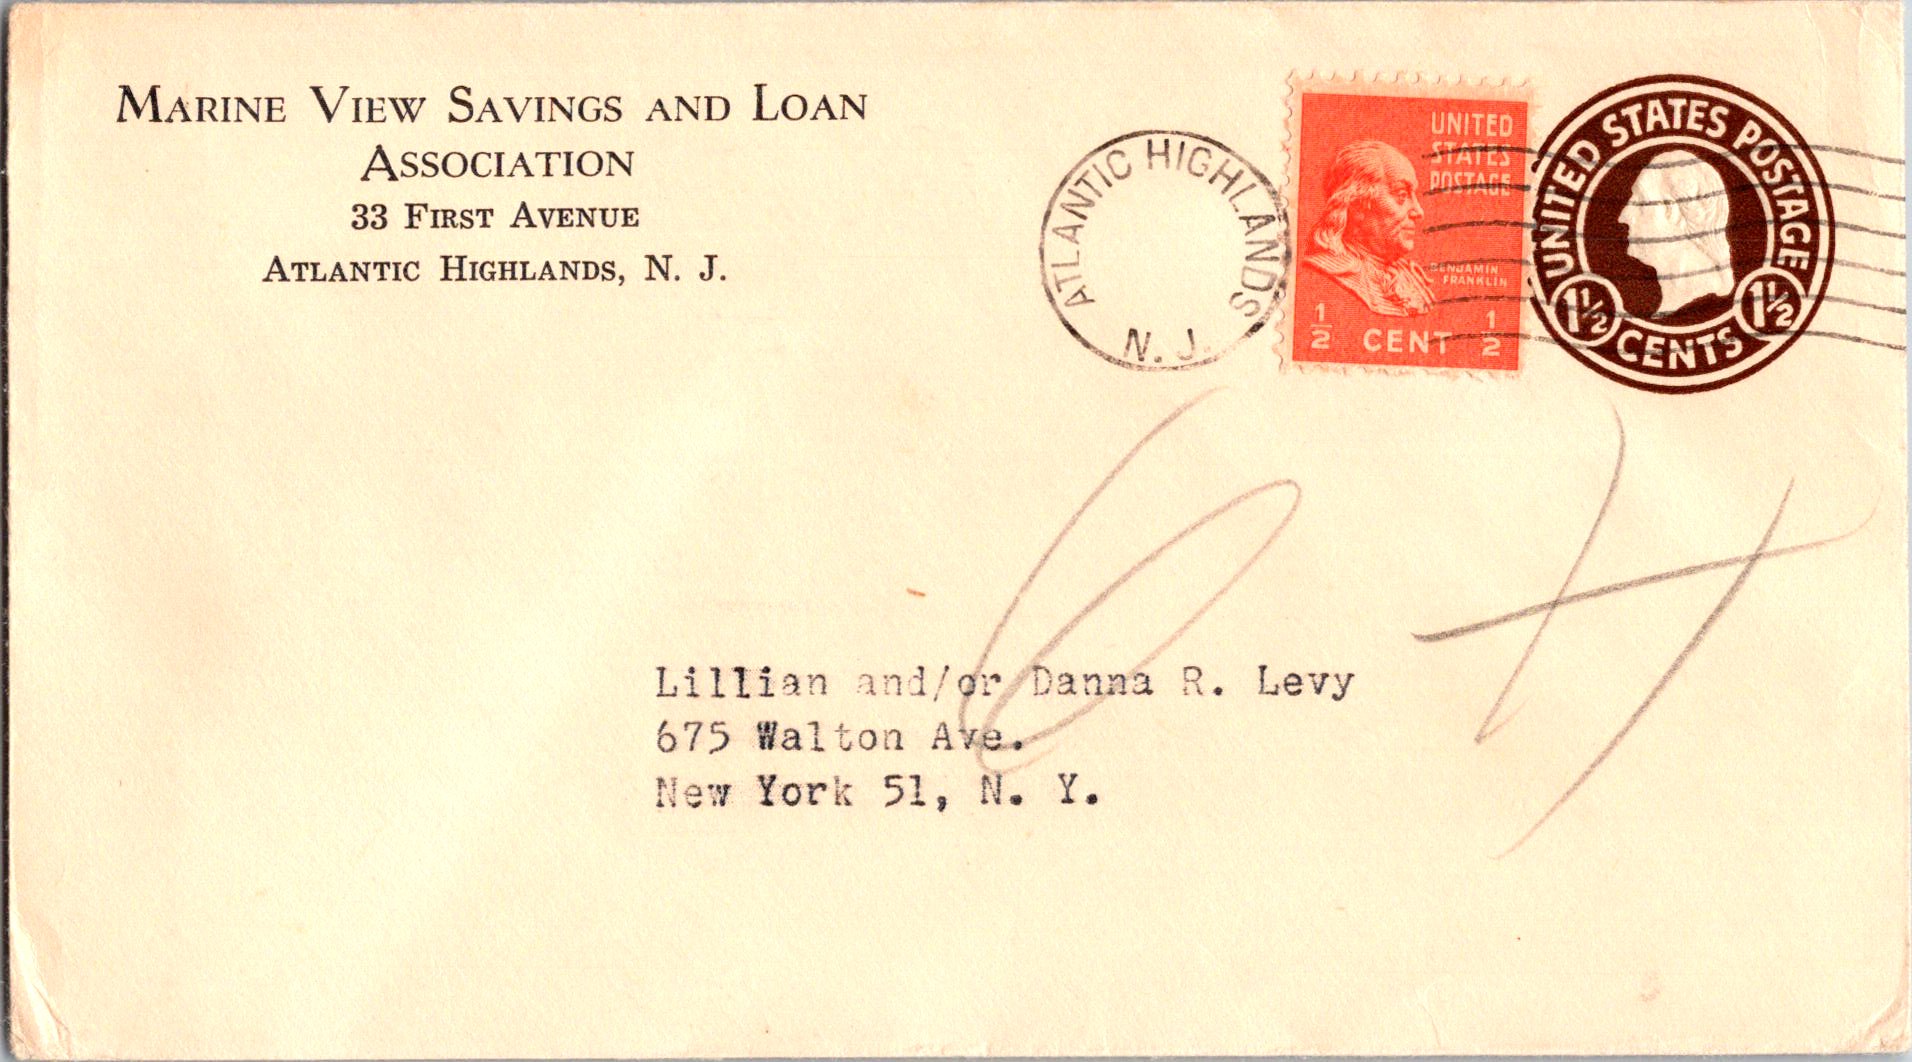 MARINE VIEW SAVINGS AND LOAN
ASSOCIATION
33 FIRST AVENUE
ATLANTIC HIGHLANDS, N. J.
ATLANTIC HIGHLANDS
N. J.
UNITED
STATES
POSTAGE
BENJAMIN
FRANKLIN
1/2 CENT 1/2
UNITED STATES POSTAGE
1 1/2 CENTS 1 1/2
Lillian and/or Danna R. Levy
675 Walton Ave.
New York 51, N. Y.